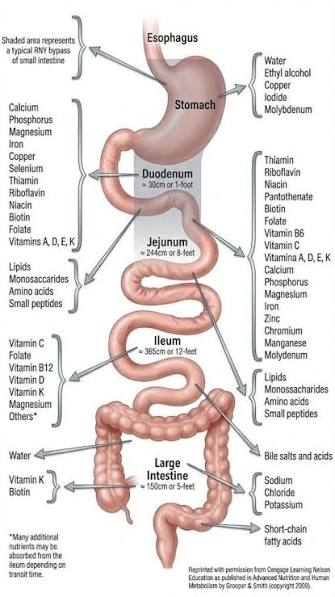 Esophagus
Shaded area represents
a typical RNY bypass
of small intestine
Stomach
Water
Ethyl alcohol
Copper
Iodide
Molybdenum
Calcium
Phosphorus
Magnesium
Iron
Copper
Selenium
Thiamin
Riboflavin
Niacin
Biotin
Folate
Vitamins A, D, E, K
Duodenum
≈ 30cm or 1-foot
Thiamin
Riboflavin
Niacin
Pantothenate
Biotin
Folate
Vitamin B6
Vitamin C
Vitamina A, D, E, K
Calcium
Phosphorus
Magnesium
Iron
Zinc
Chromium
Manganese
Molydenum
Jejunum
≈ 244cm or 8-feet
Lipids
Monosaccarides
Amino acids
Small peptides
Ileum
≈ 365cm or 12-feet
Vitamin C
Folate
Vitamin B12
Vitamin D
Vitamin K
Magnesium
Others*
Lipids
Monossacharides
Amino acids
Small peptides
Bile salts and acids
Water
Vitamin K
Biotin
Large
Intestine
≈ 150cm or 5-feet
Sodium
Chloride
Potassium
Short-chain
fatty acids
*Many additional
nutrients may be
absorbed from the
ileum depending on
transit time.
Reprinted with permission from Cengage Learning Nelson
Education as published in Advanced Nutrition and Human
Metabolism by Grooper & Smith (copyright 2009).